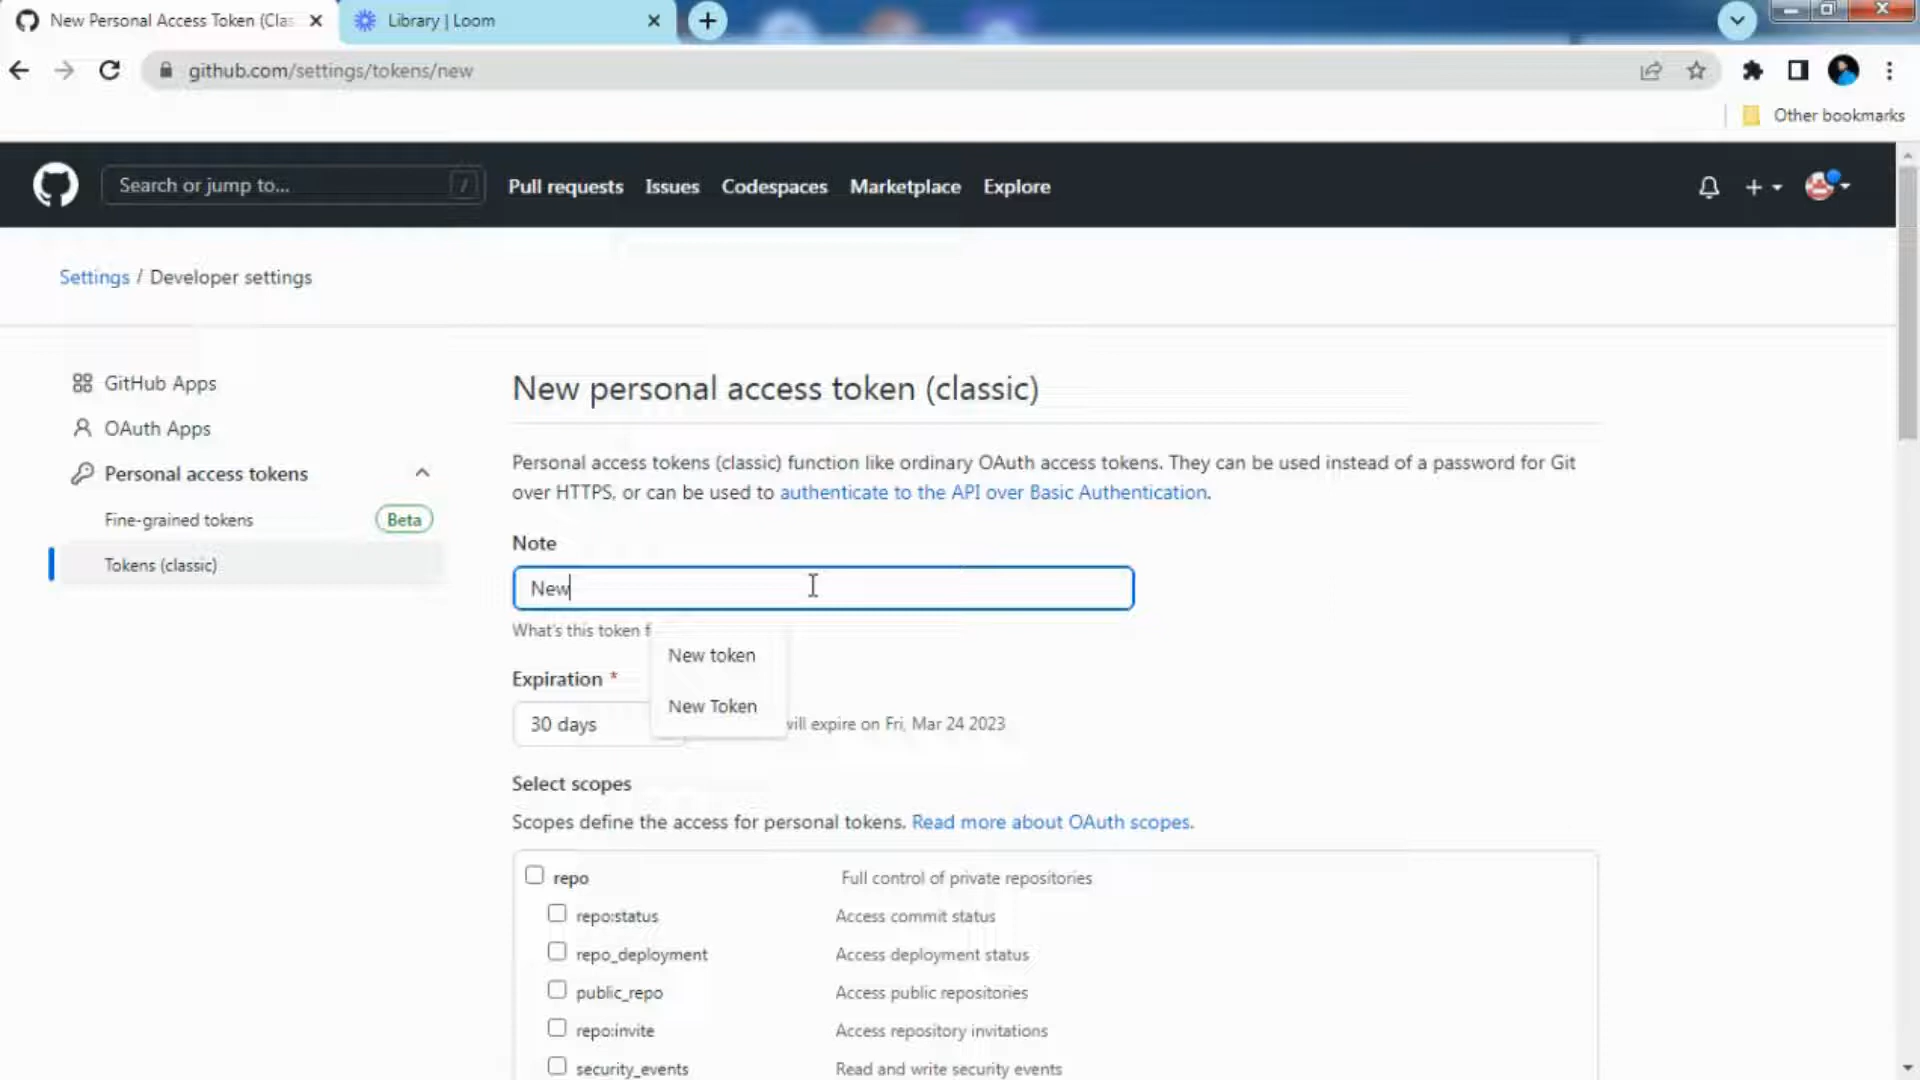 New Personal Access Token (Clas
Library | Loom
github.com/settings/tokens/new
Other bookmarks
Search or jump to... /
Pull requests Issues Codespaces Marketplace Explore
Settings / Developer settings
GitHub Apps
OAuth Apps
Personal access tokens
Fine-grained tokens Beta
Tokens (classic)
New personal access token (classic)
Personal access tokens (classic) function like ordinary OAuth access tokens. They can be used instead of a password for Git
over HTTPS, or can be used to authenticate to the API over Basic Authentication.
Note
New
What's this token f
New token
New Token
Expiration *
30 days
will expire on Fri, Mar 24 2023
Select scopes
Scopes define the access for personal tokens. Read more about OAuth scopes.
repo Full control of private repositories
repo:status Access commit status
repo_deployment Access deployment status
public_repo Access public repositories
repo:invite Access repository invitations
security_events Read and write security events